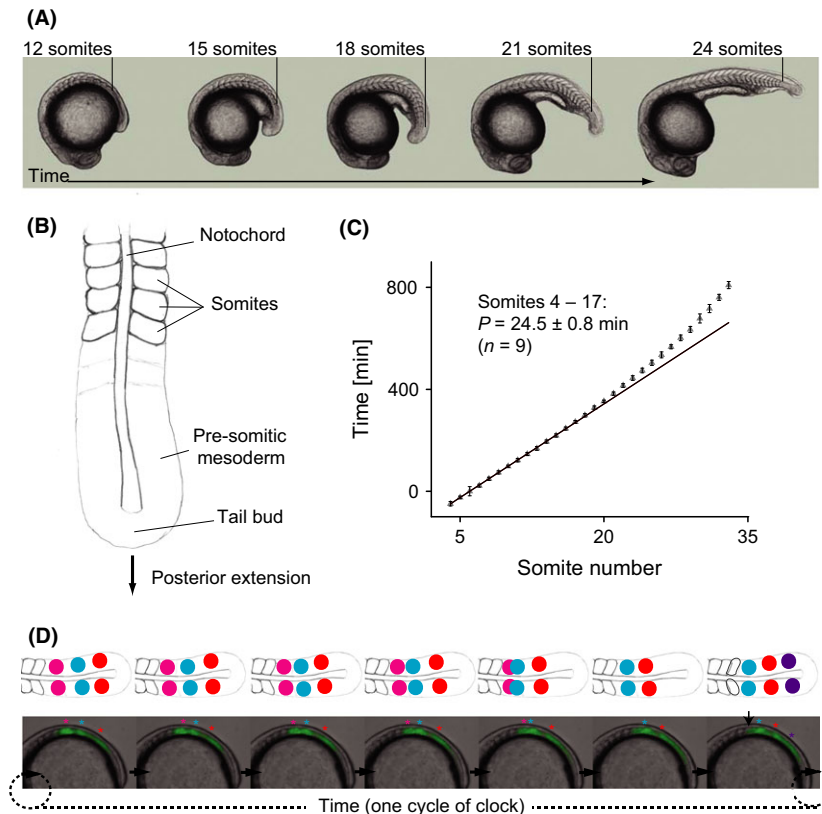 (A)
12 somites
15 somites
18 somites
21 somites
24 somites
Time
(B)
Notochord
Somites
Pre-somitic
mesoderm
Tail bud
Posterior extension
(C)
800
400
0
Time [min]
Somites 4 – 17:
P = 24.5 ± 0.8 min
(n = 9)
5
20
35
Somite number
(D)
Time (one cycle of clock)